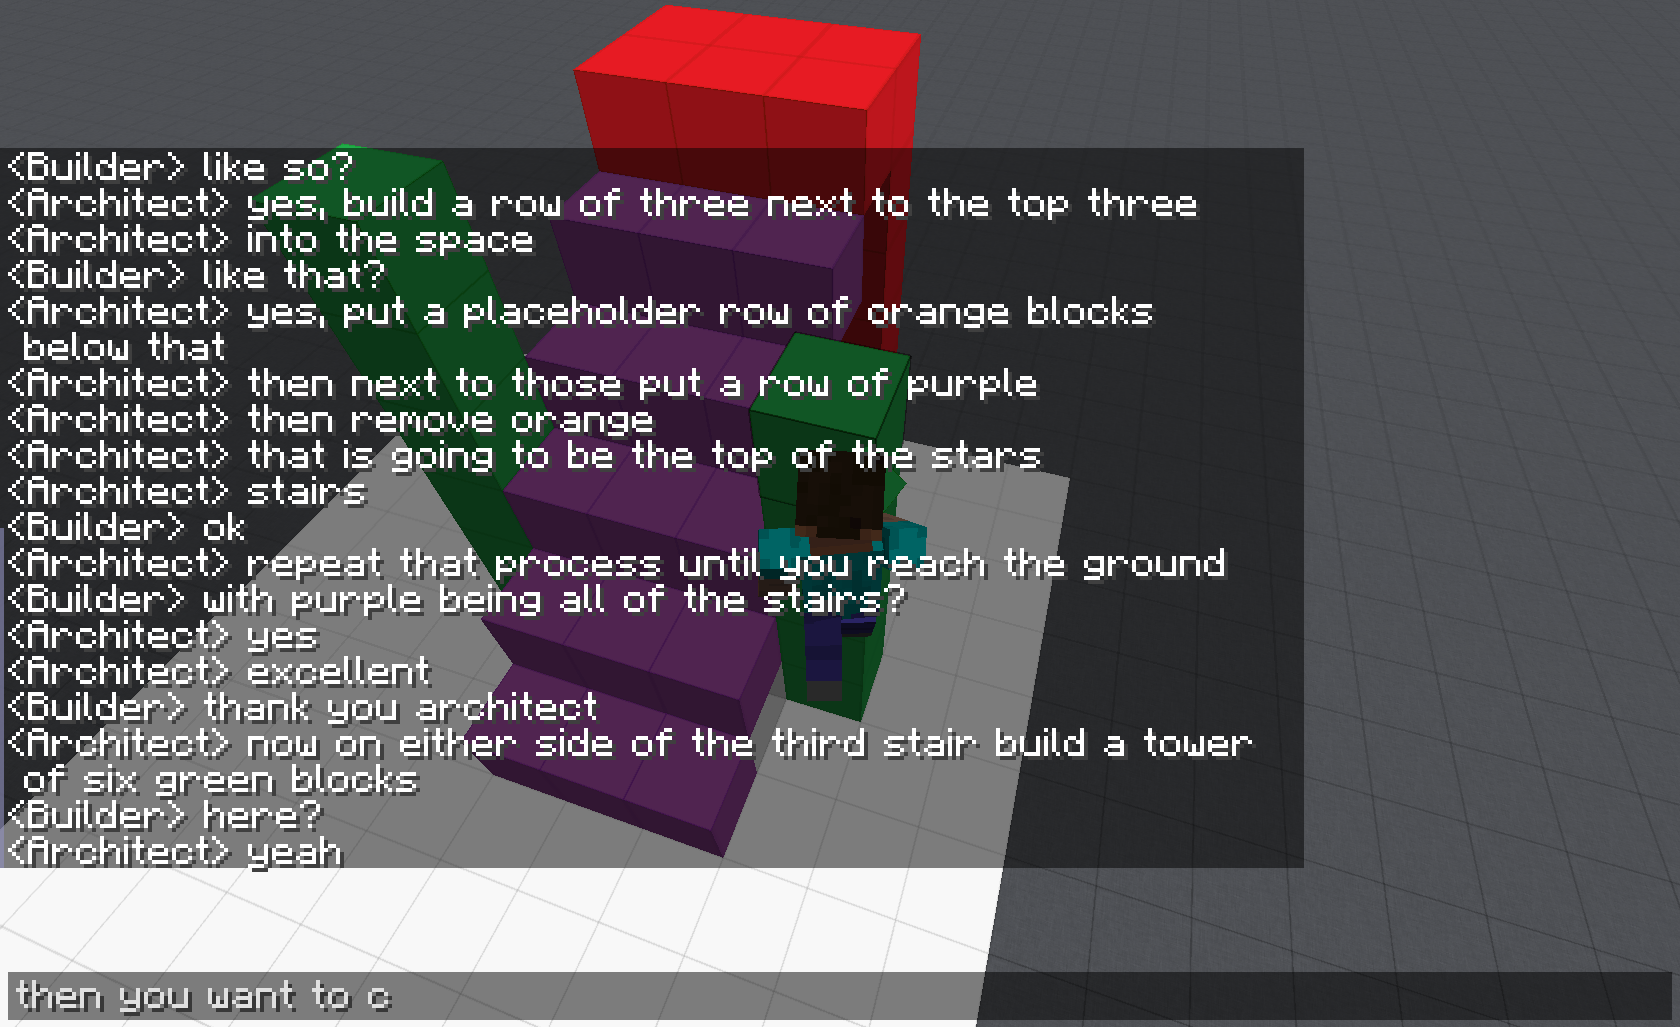 <Builder> like so?
<Architect> yes, build a row of three next to the top three
<Architect> into the space
<Builder> like that?
<Architect> yes, put a placeholder row of orange blocks
below that
<Architect> then next to those put a row of purple
<Architect> then remove orange
<Architect> that is going to be the top of the stars
<Architect> stairs
<Builder> ok
<Architect> repeat that process until you reach the ground
<Builder> with purple being all of the stairs?
<Architect> yes
<Architect> excellent
<Builder> thank you architect
<Architect> now on either side of the third stair build a tower
of six green blocks
<Builder> here?
<Architect> yeah
then you want to c